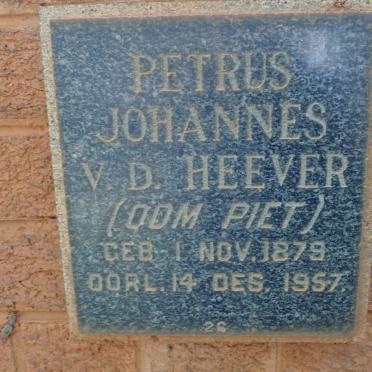 PETRUS
JOHANNES
V. D. HEEVER
(OOM PIET)
GEB. 1 NOV. 1879
OORL. 14 DES. 1957.
26